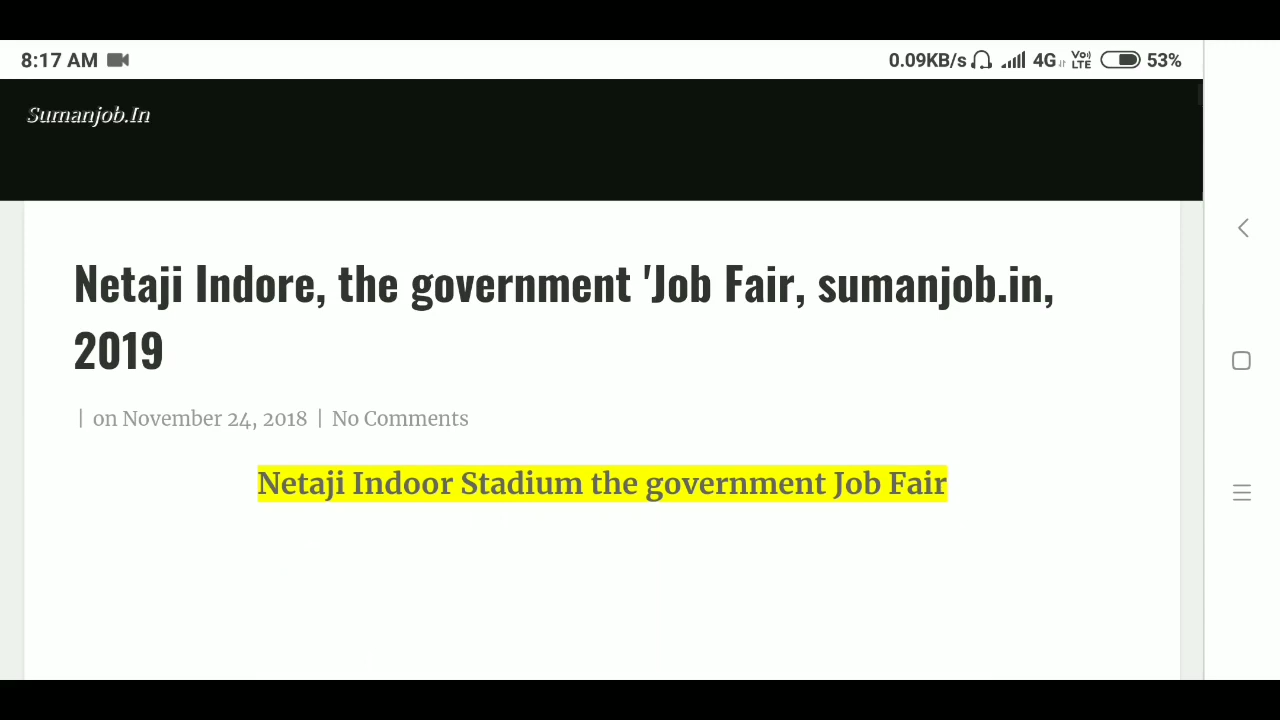 8:17 AM 0.09KB/s 4G Vo) LTE 53%
Sumanjob.In
Netaji Indore, the government 'Job Fair, sumanjob.in,
2019
| on November 24, 2018 | No Comments
Netaji Indoor Stadium the government Job Fair